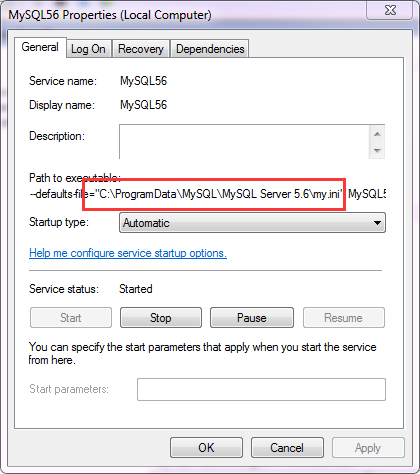 MySQL56 Properties (Local Computer)
General Log On Recovery Dependencies
Service name: MySQL56
Display name: MySQL56
Description:
Path to executable:
--defaults-file="C:\ProgramData\MySQL\MySQL Server 5.6\my.ini" MySQL5
Startup type: Automatic
Help me configure service startup options.
Service status: Started
Start Stop Pause Resume
You can specify the start parameters that apply when you start the service
from here.
Start parameters:
OK Cancel Apply